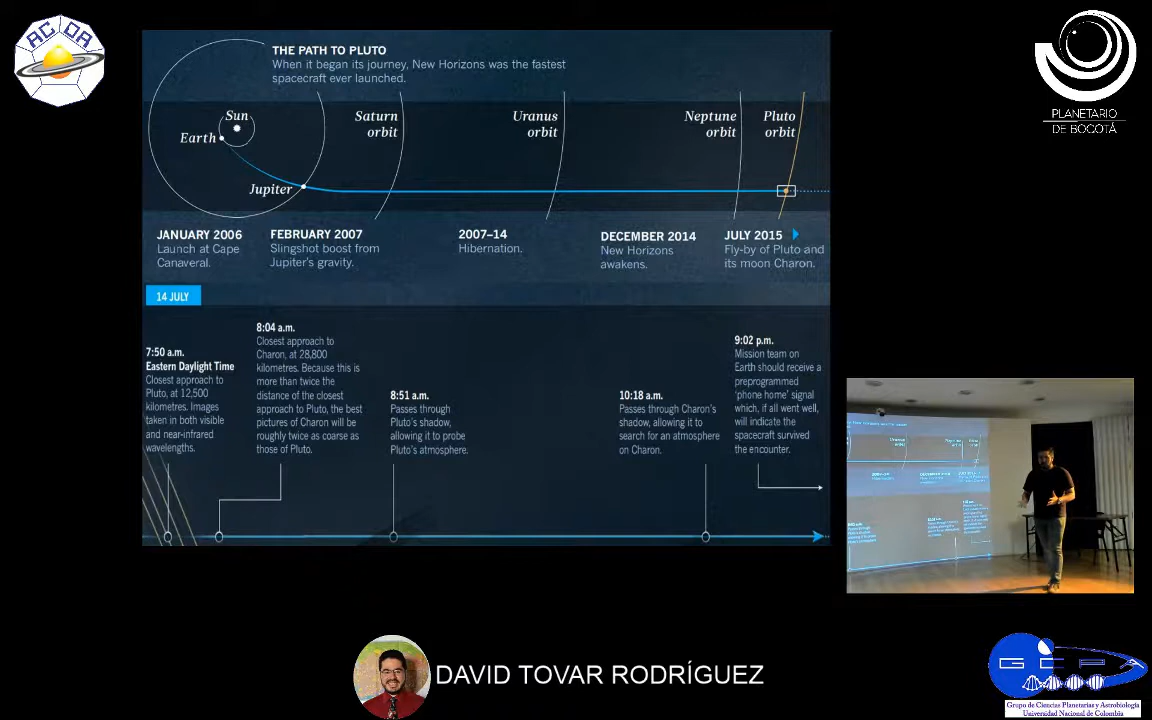 ACDA
PLANETARIO
DE BOGOTÁ
THE PATH TO PLUTO
When it began its journey, New Horizons was the fastest
spacecraft ever launched.
Sun
Earth
Jupiter
Saturn
orbit
Uranus
orbit
Neptune
orbit
Pluto
orbit
JANUARY 2006
Launch at Cape
Canaveral.
FEBRUARY 2007
Slingshot boost from
Jupiter's gravity.
2007–14
Hibernation.
DECEMBER 2014
New Horizons
awakens.
JULY 2015
Fly-by of Pluto and
its moon Charon.
14 JULY
7:50 a.m.
Eastern Daylight Time
Closest approach to
Pluto, at 12,500
kilometres. Images
taken in both visible
and near-infrared
wavelengths.
8:04 a.m.
Closest approach to
Charon, at 28,800
kilometres. Because this is
more than twice the
distance of the closest
approach to Pluto, the best
pictures of Charon will be
roughly twice as coarse as
those of Pluto.
8:51 a.m.
Passes through
Pluto's shadow,
allowing it to probe
Pluto's atmosphere.
10:18 a.m.
Passes through Charon's
shadow, allowing it to
search for an atmosphere
on Charon.
9:02 p.m.
Mission team on
Earth should receive a
preprogrammed
'phone home' signal
which, if all went well,
will indicate the
spacecraft survived
the encounter.
DAVID TOVAR RODRÍGUEZ
GCPA
Grupo de Ciencias Planetarias y Astrobiología
Universidad Nacional de Colombia